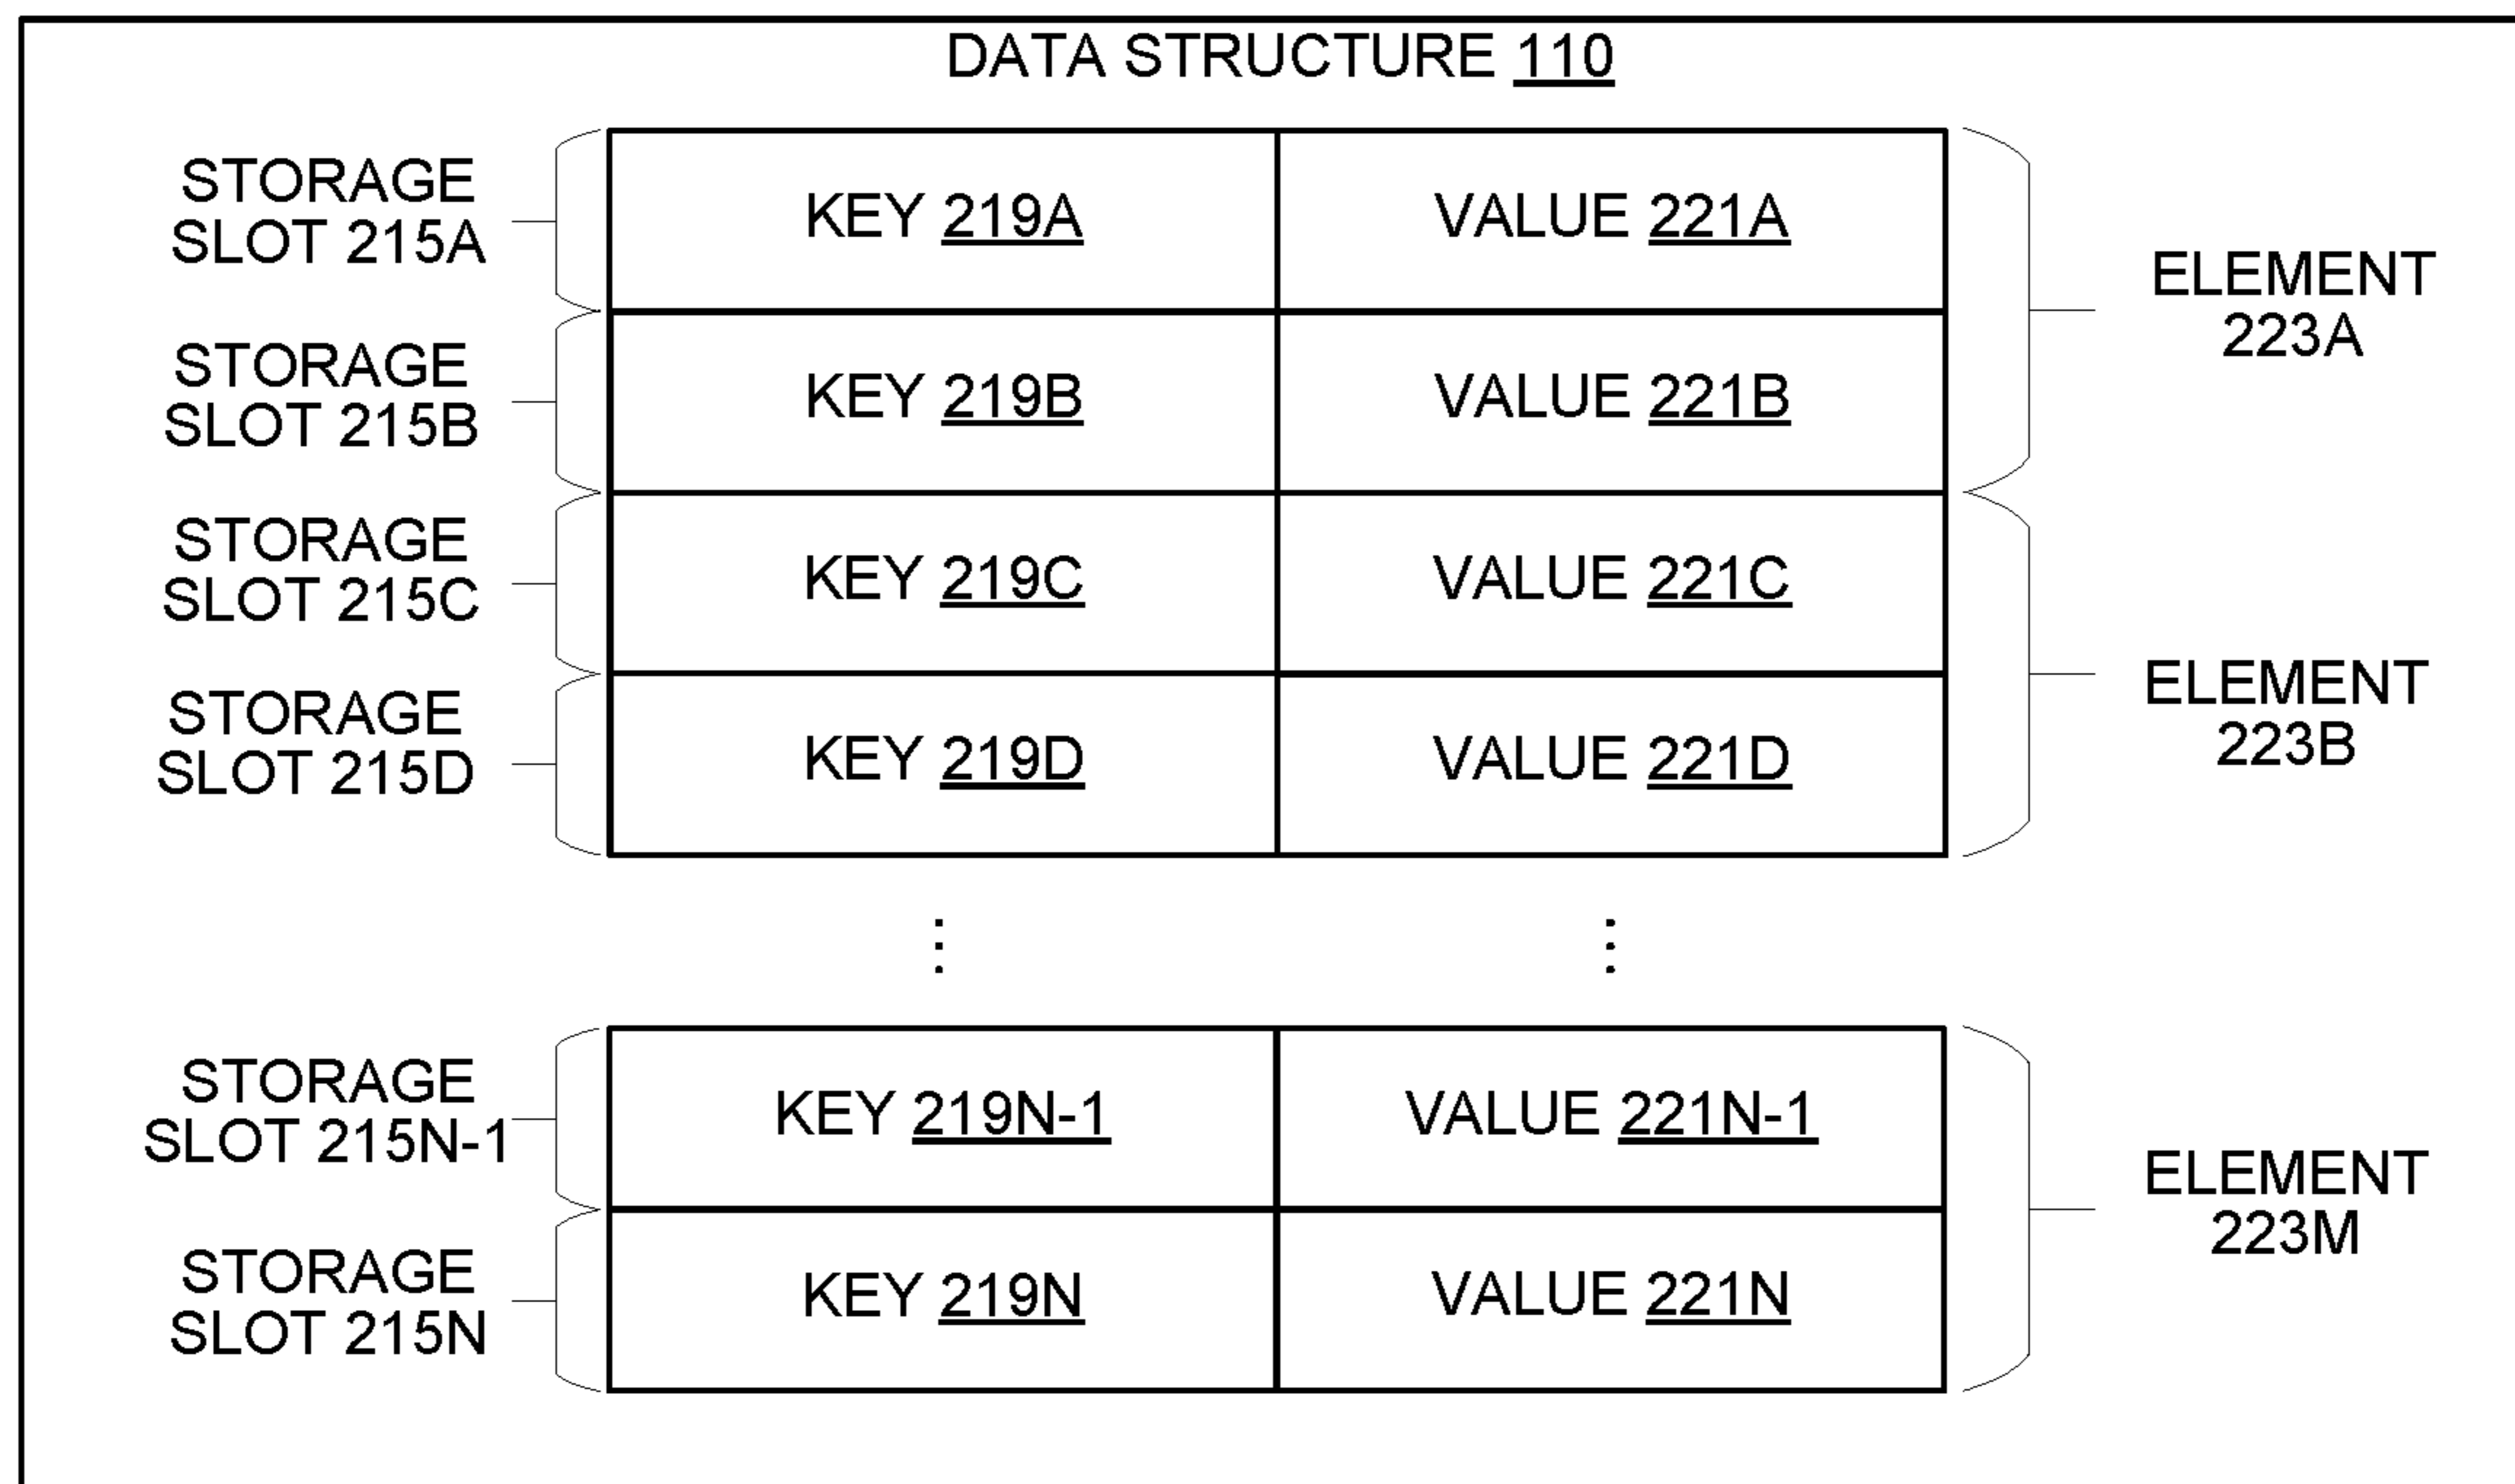 DATA STRUCTURE 110
STORAGE
SLOT 215A
KEY 219A
VALUE 221A
ELEMENT
223A
STORAGE
SLOT 215B
KEY 219B
VALUE 221B
STORAGE
SLOT 215C
KEY 219C
VALUE 221C
ELEMENT
223B
STORAGE
SLOT 215D
KEY 219D
VALUE 221D
STORAGE
SLOT 215N-1
KEY 219N-1
VALUE 221N-1
ELEMENT
223M
STORAGE
SLOT 215N
KEY 219N
VALUE 221N